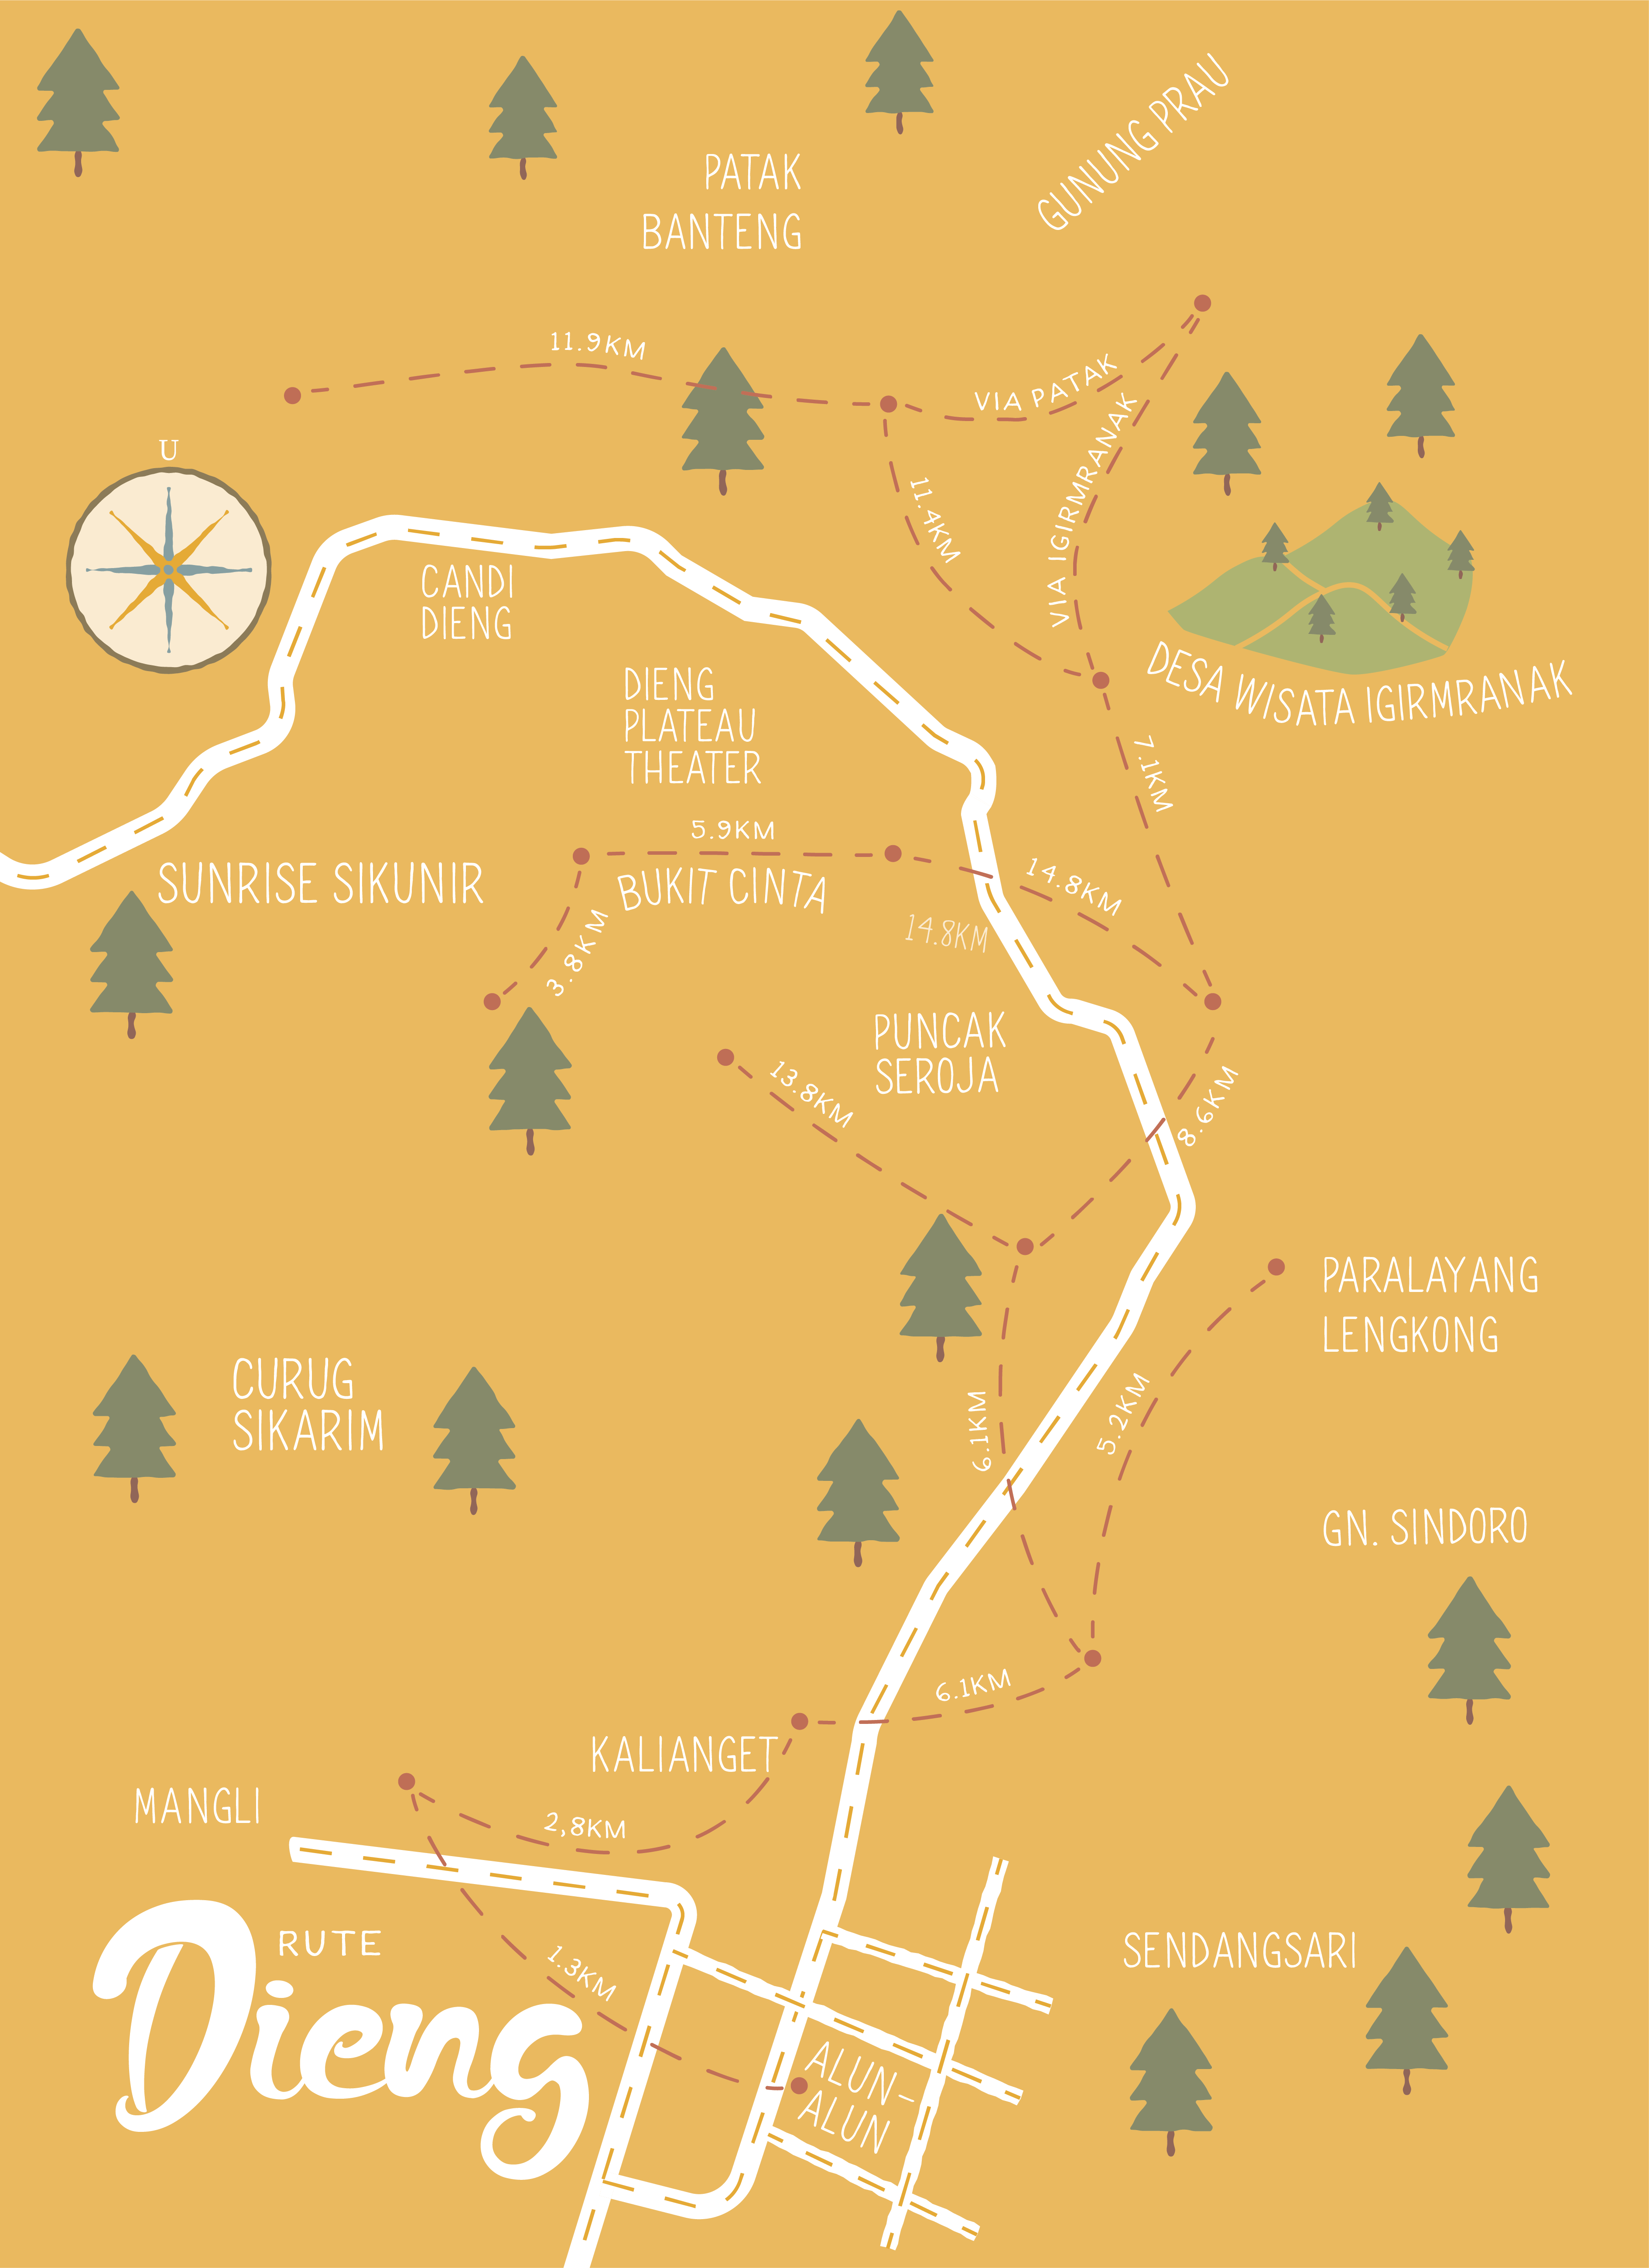 PATAK
BANTENG
GUNUNG PRAU
11.9KM
VIA PATAK
VIA IGIRMRANAK
U
11.4KM
CANDI
DIENG
DIENG
PLATEAU
THEATER
DESA WISATA IGIRMRANAK
7.1KM
5.9KM
SUNRISE SIKUNIR
BUKIT CINTA
14.8KM
14.8KM
3.8KM
PUNCAK
SEROJA
13.8KM
8.6KM
PARALAYANG
LENGKONG
CURUG
SIKARIM
6.1KM
5.2KM
GN. SINDORO
6.1KM
KALIANGET
MANGLI
2,8KM
RUTE
Dieng
1.3KM
SENDANGSARI
ALUN-
ALUN